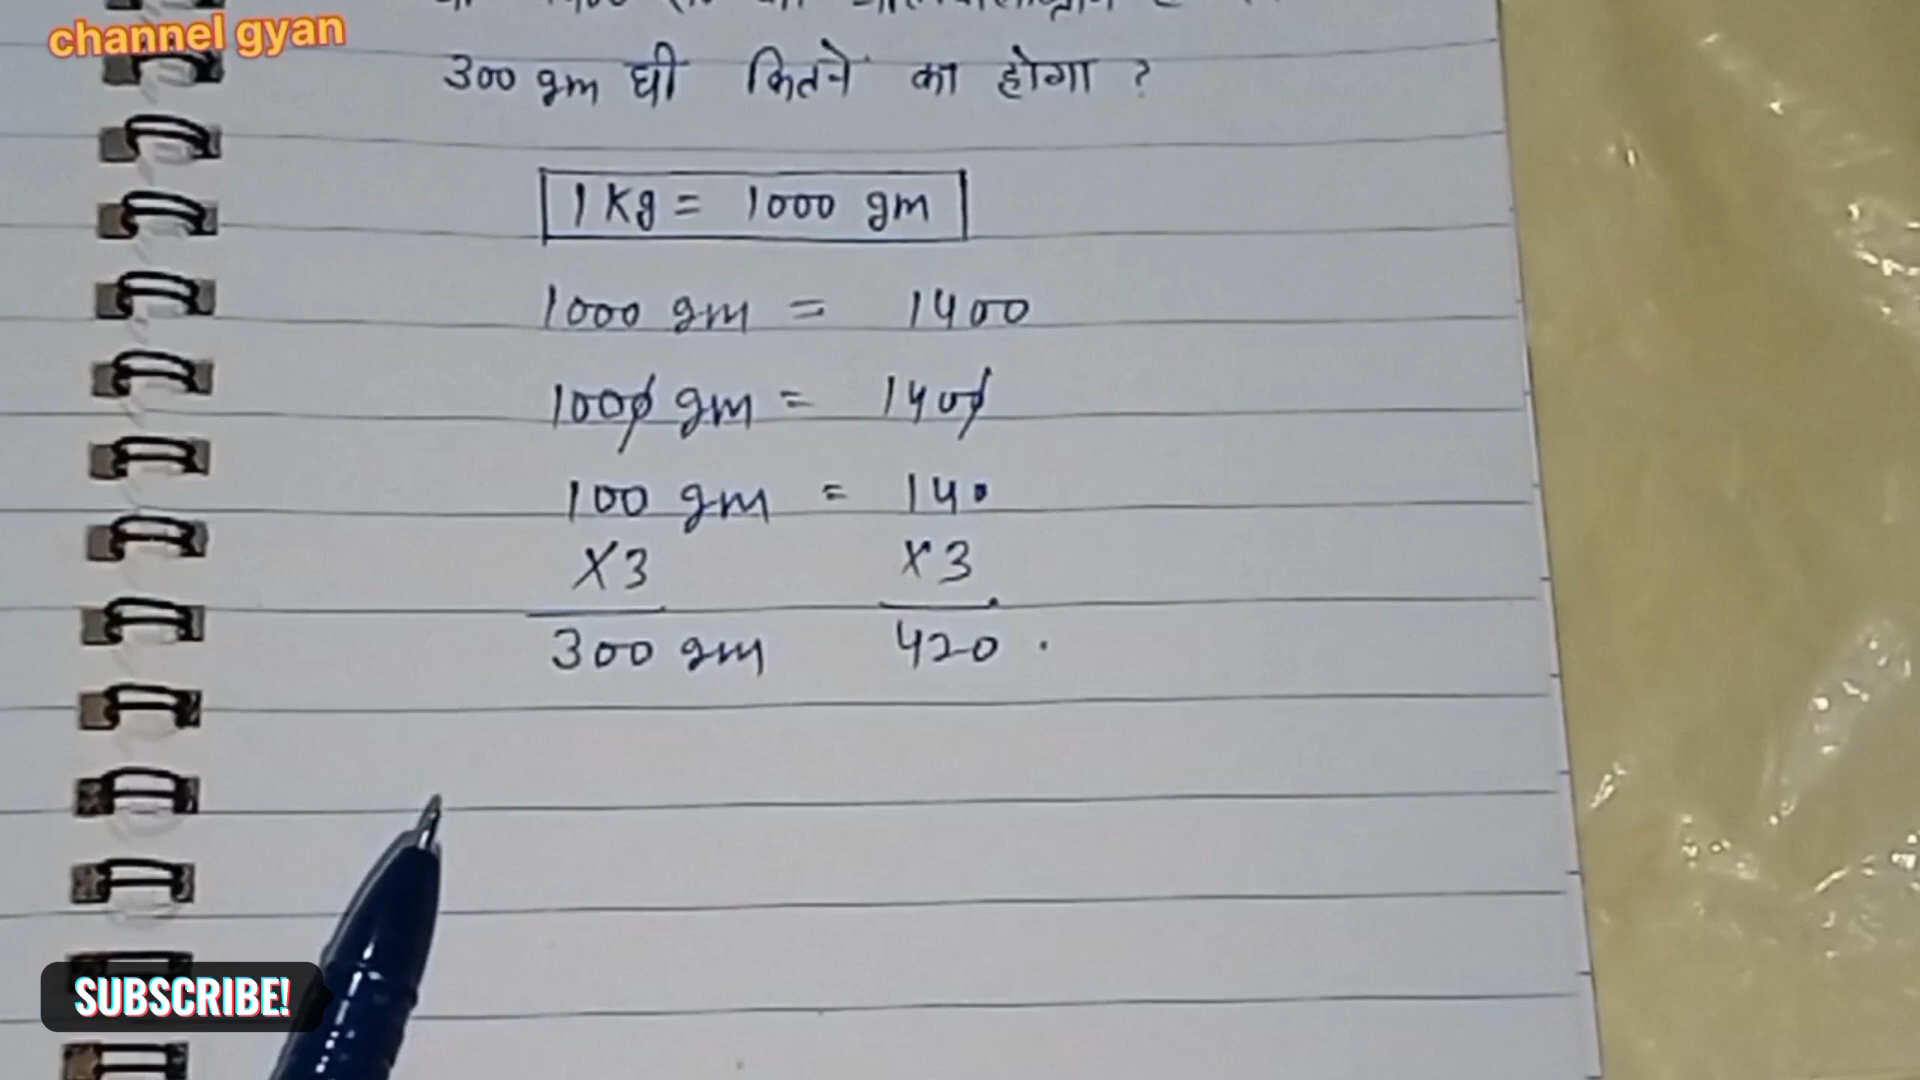 channel gyan
300 gm घी कितने का होगा ?
1 Kg = 1000 gm
1000 gm = 1400
1000 gm = 1400
100 gm = 140
X3 X3
300 gm 420 .
SUBSCRIBE!